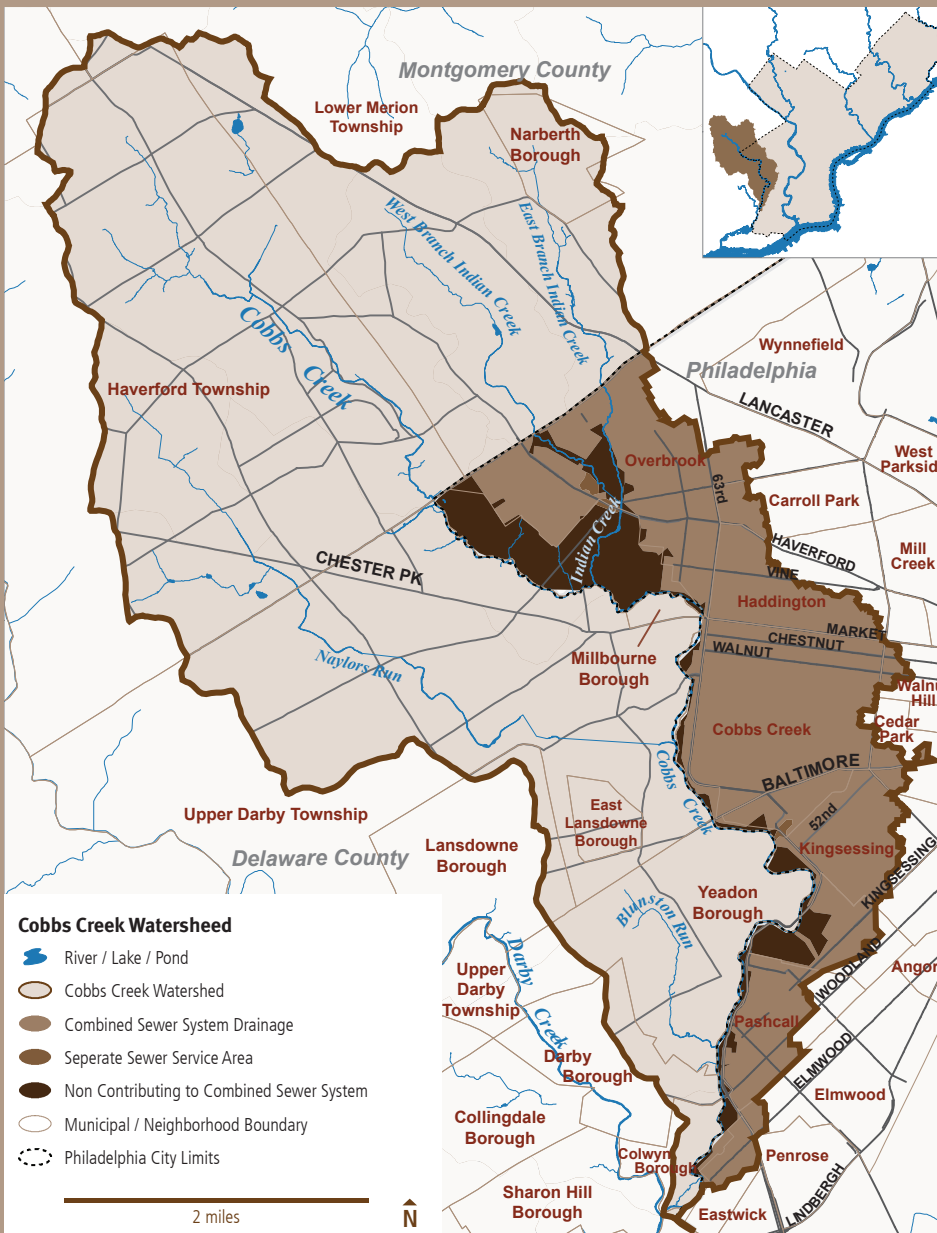 Montgomery County
Lower Merion
Township
Narberth
Borough
West Branch Indian Creek
East Branch Indian Creek
Cobbs
Creek
Haverford Township
Wynnefield
Philadelphia
LANCASTER
West
Parksid
Overbrook
63rd
Carroll Park
Indian Creek
HAVERFORD
Mill
Creek
CHESTER PK
VINE
Haddington
MARKET
CHESTNUT
WALNUT
Millbourne
Borough
Naylors Run
Walnu
Hill
Cedar
Park
Cobbs Creek
Cobbs Creek
BALTIMORE
Upper Darby Township
East
Lansdowne
Borough
52nd
Kingsessing
Lansdowne
Borough
Delaware County
KINGSESSING
Yeadon
Borough
Blunston Run
Cobbs Creek Watersheed
River / Lake / Pond
Cobbs Creek Watershed
Combined Sewer System Drainage
Seperate Sewer Service Area
Non Contributing to Combined Sewer System
Municipal / Neighborhood Boundary
Philadelphia City Limits
2 miles
N
Darby
Creek
Upper
Darby
Township
WOODLAND
Angor
Pashcall
ELMWOOD
Darby
Borough
Elmwood
Collingdale
Borough
Colwyn
Borough
Penrose
LNDBERGH
Sharon Hill
Borough
Eastwick